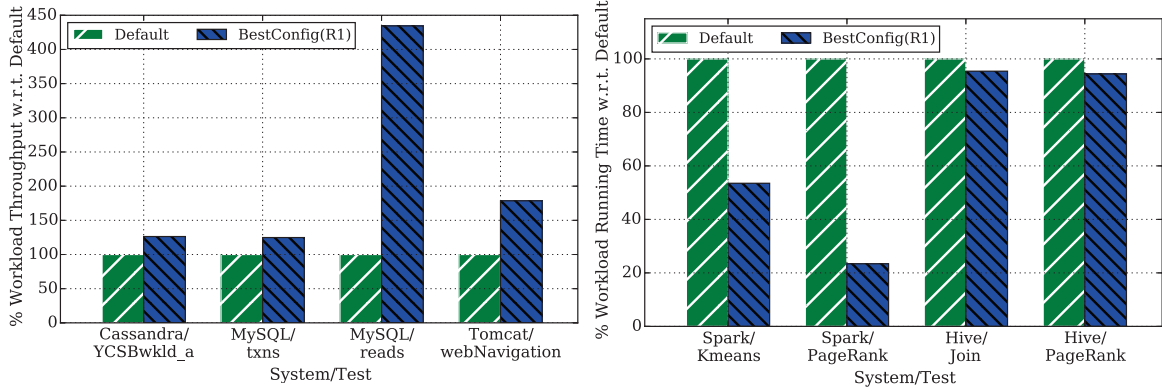 % Workload Throughput w.r.t. Default
450
400
350
300
250
200
150
100
50
0
Default
BestConfig(R1)
Cassandra/
YCSBwkld_a
MySQL/
txns
MySQL/
reads
Tomcat/
webNavigation
System/Test
% Workload Running Time w.r.t. Default
100
80
60
40
20
0
Default
BestConfig(R1)
Spark/
Kmeans
Spark/
PageRank
Hive/
Join
Hive/
PageRank
System/Test